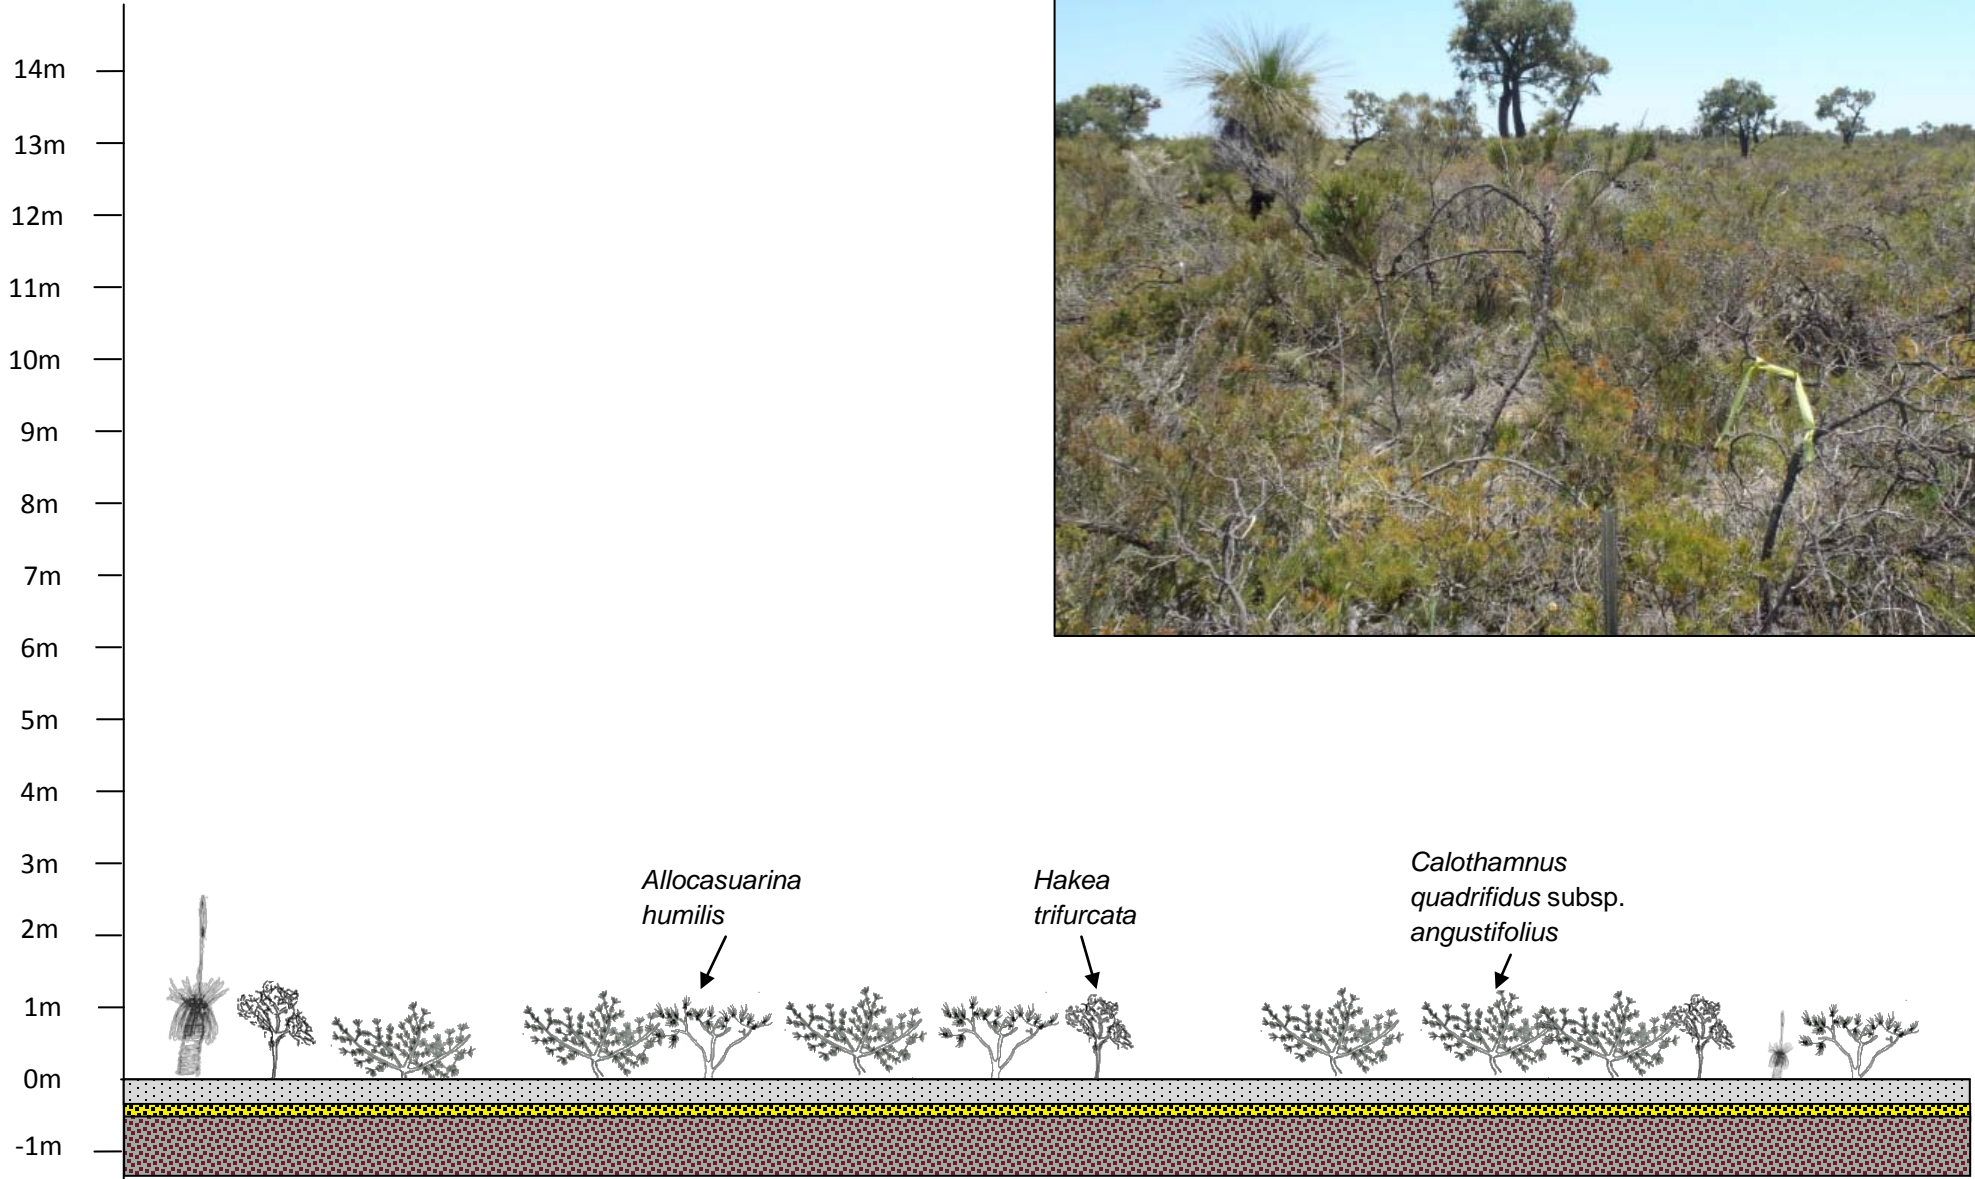 14m
13m
12m
11m
10m
9m
8m
7m
6m
5m
4m
3m
2m
1m
0m
-1m
Allocasuarina
humilis
Hakea
trifurcata
Calothamnus
quadrifidus subsp.
angustifolius